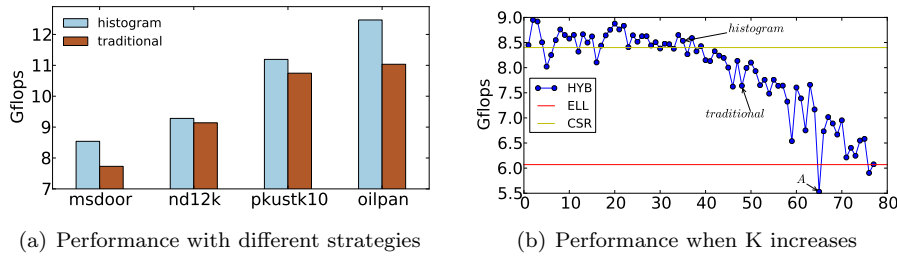 12
11
10
9
8
7
Gflops
histogram
traditional
msdoor
nd12k
pkustk10
oilpan
(a) Performance with different strategies
9.0
8.5
8.0
7.5
7.0
6.5
6.0
5.5
Gflops
histogram
HYB
ELL
CSR
traditional
A
0 10 20 30 40 50 60 70 80
(b) Performance when K increases